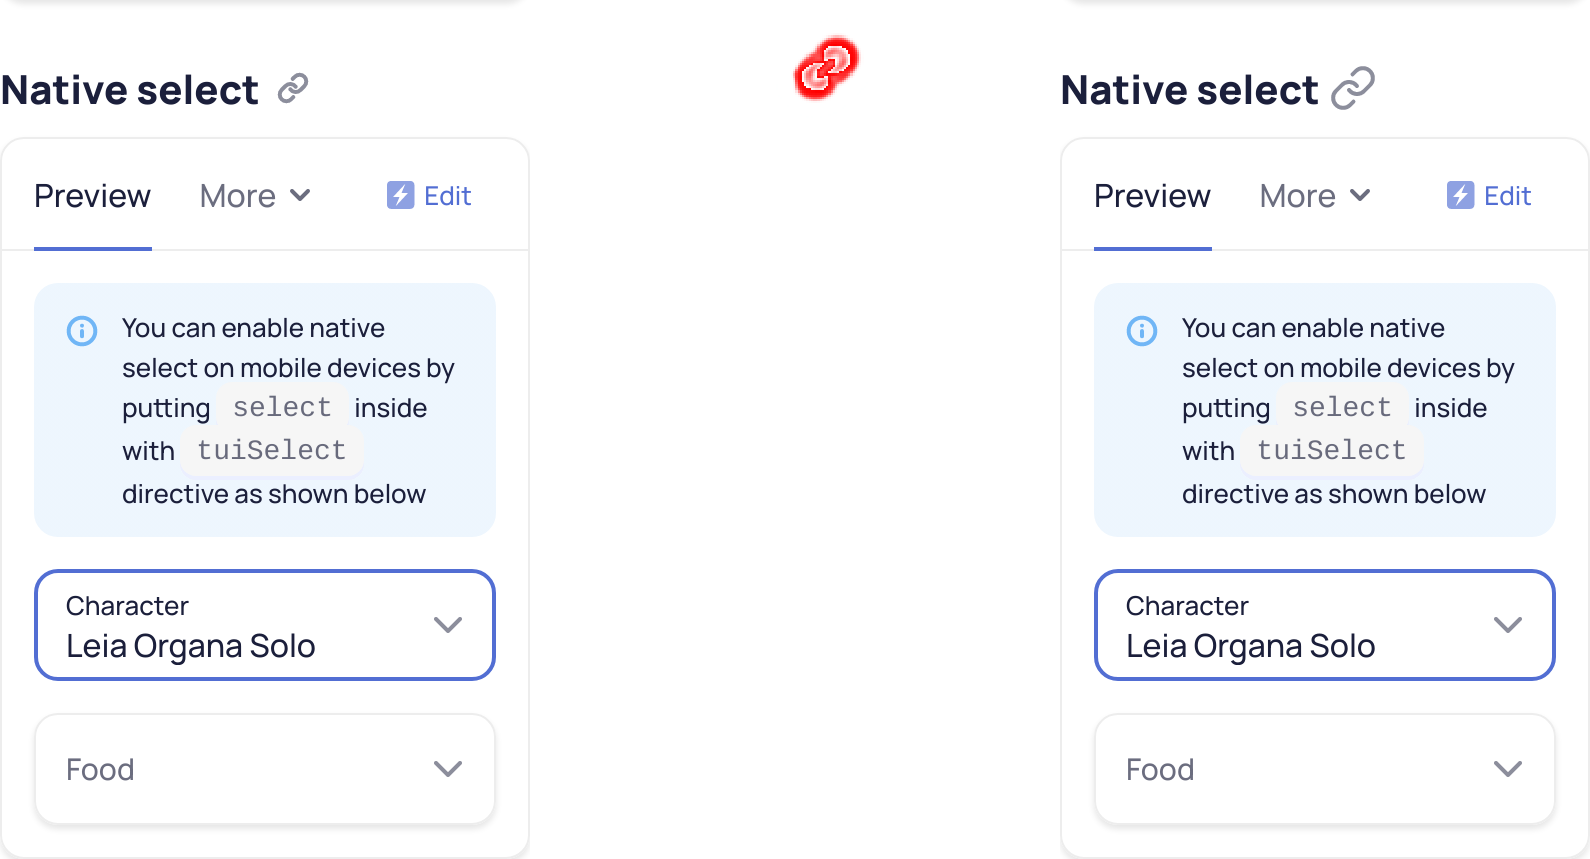 Native select
Preview More Edit
You can enable native
select on mobile devices by
putting select inside
with tuiSelect
directive as shown below
Character
Leia Organa Solo
Food
Native select
Preview More Edit
You can enable native
select on mobile devices by
putting select inside
with tuiSelect
directive as shown below
Character
Leia Organa Solo
Food